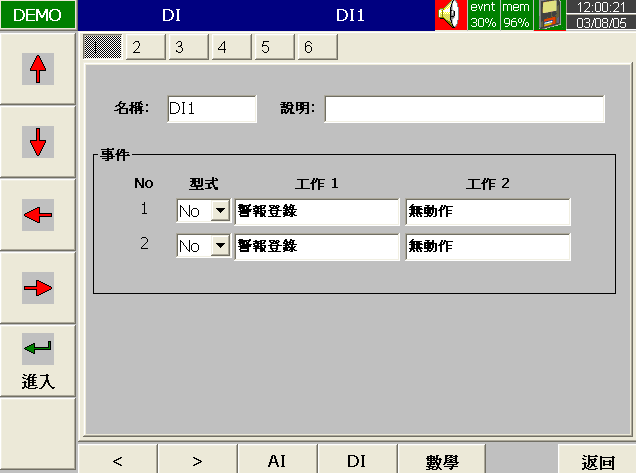 DEMO DI DI1 evnt 30% mem 96% 12:00:21 03/08/05
1 2 3 4 5 6
名稱: DI1 說明:
事件
No 型式 工作 1 工作 2
1 No 警報登錄 無動作
2 No 警報登錄 無動作
進入
< > AI DI 數學 返回